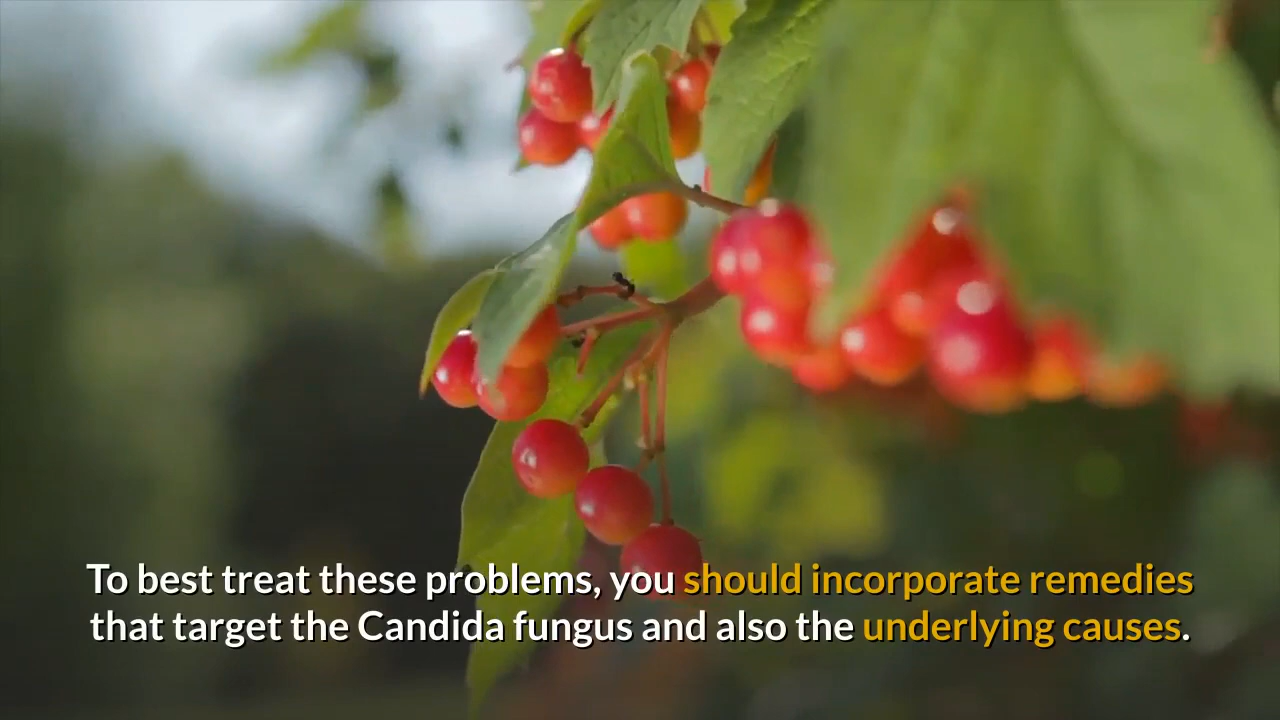 To best treat these problems, you should incorporate remedies
that target the Candida fungus and also the underlying causes.